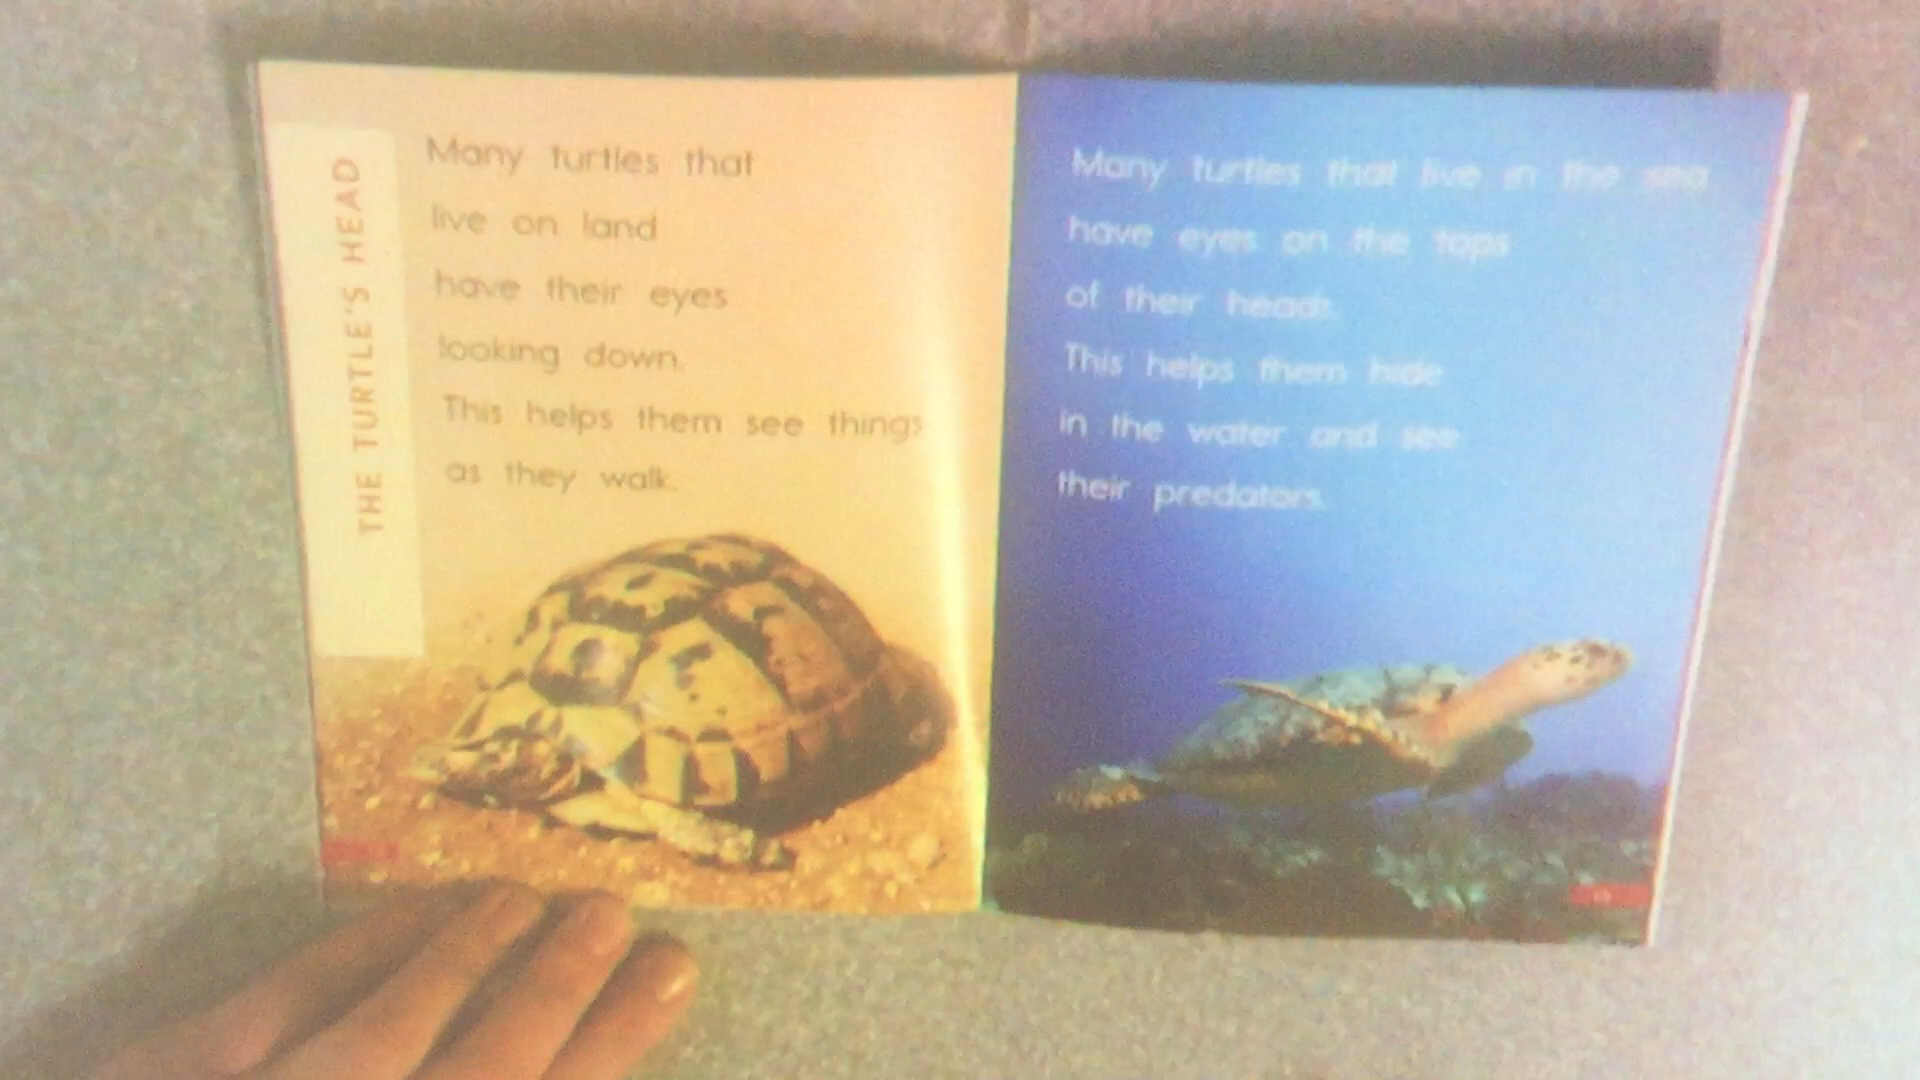 THE TURTLE'S HEAD
Many turtles that
live on land
have their eyes
looking down.
This helps them see things
as they walk.
Many turtles that live in the sea
have eyes on the tops
of their heads.
This helps them hide
in the water and see
their predators.